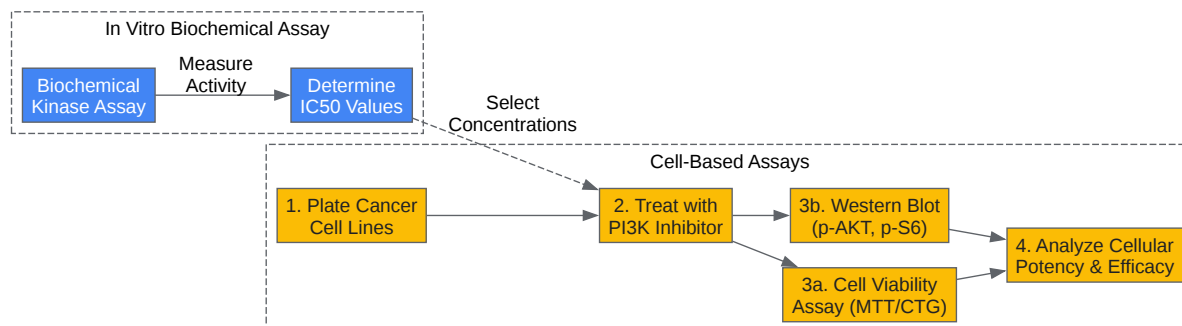 In Vitro Biochemical Assay
Biochemical
Kinase Assay
Measure
Activity
Determine
IC50 Values
Select
Concentrations
Cell-Based Assays
1. Plate Cancer
Cell Lines
2. Treat with
PI3K Inhibitor
3b. Western Blot
(p-AKT, p-S6)
3a. Cell Viability
Assay (MTT/CTG)
4. Analyze Cellular
Potency & Efficacy